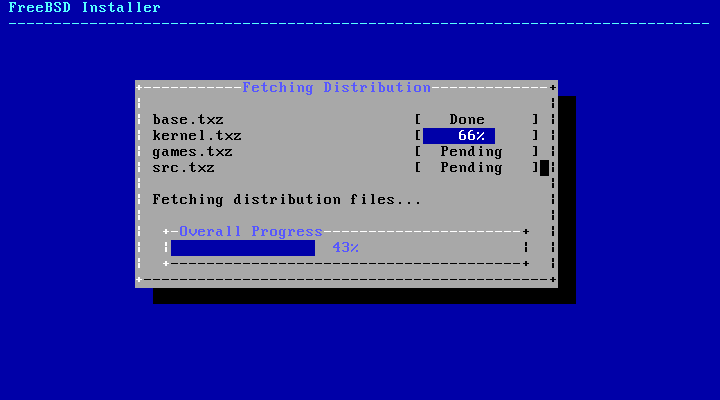 FreeBSD Installer
Fetching Distribution
base.txz [ Done ]
kernel.txz [ 66% ]
games.txz [ Pending ]
src.txz [ Pending ]
Fetching distribution files...
Overall Progress
43%